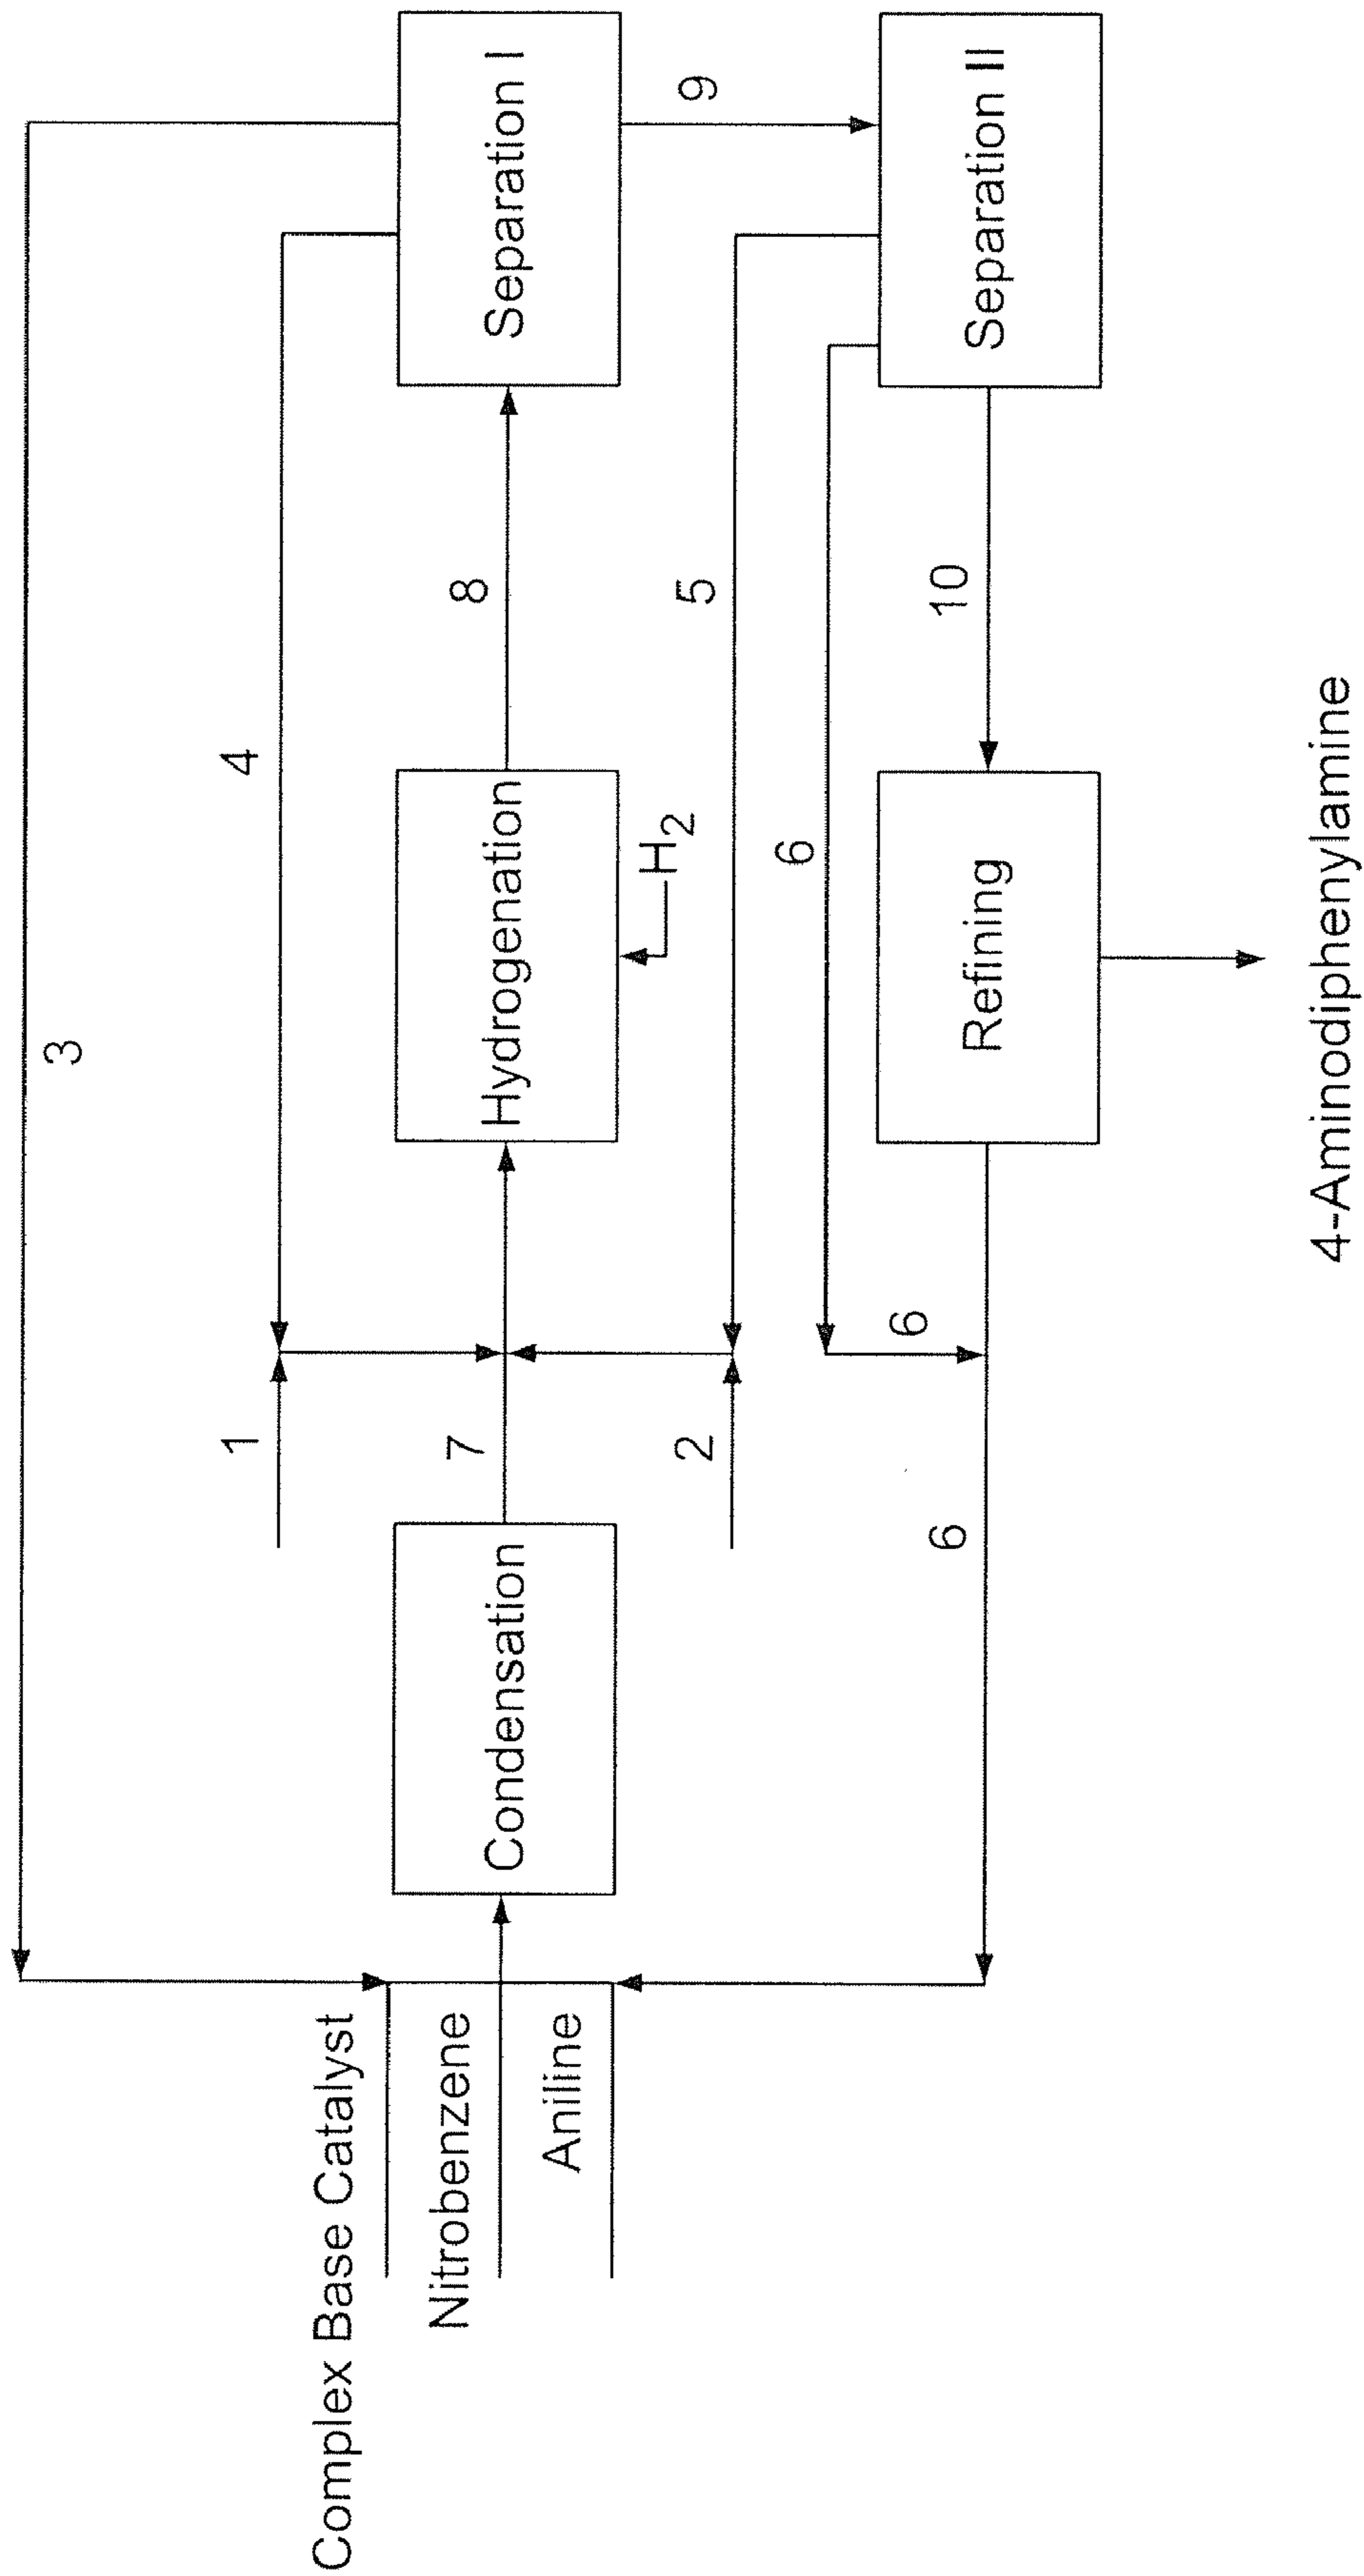 3
1
4
Complex Base Catalyst
Nitrobenzene
7
8
Condensation
Hydrogenation
Separation I
Aniline
H2
2
5
9
6
6
6
10
Refining
Separation II
4-Aminodiphenylamine